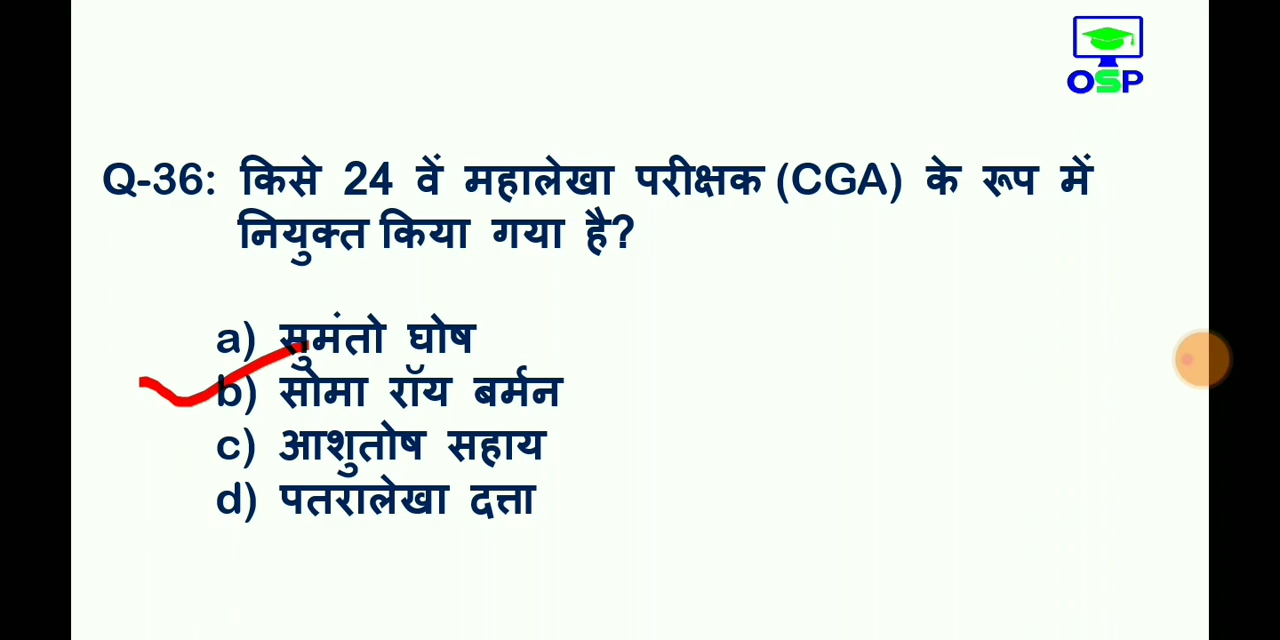 OSP
Q-36: किसे 24 वें महालेखा परीक्षक (CGA) के रूप में
नियुक्त किया गया है?
a) सुमंतो घोष
b) सोमा रॉय बर्मन
c) आशुतोष सहाय
d) पतरालेखा दत्ता